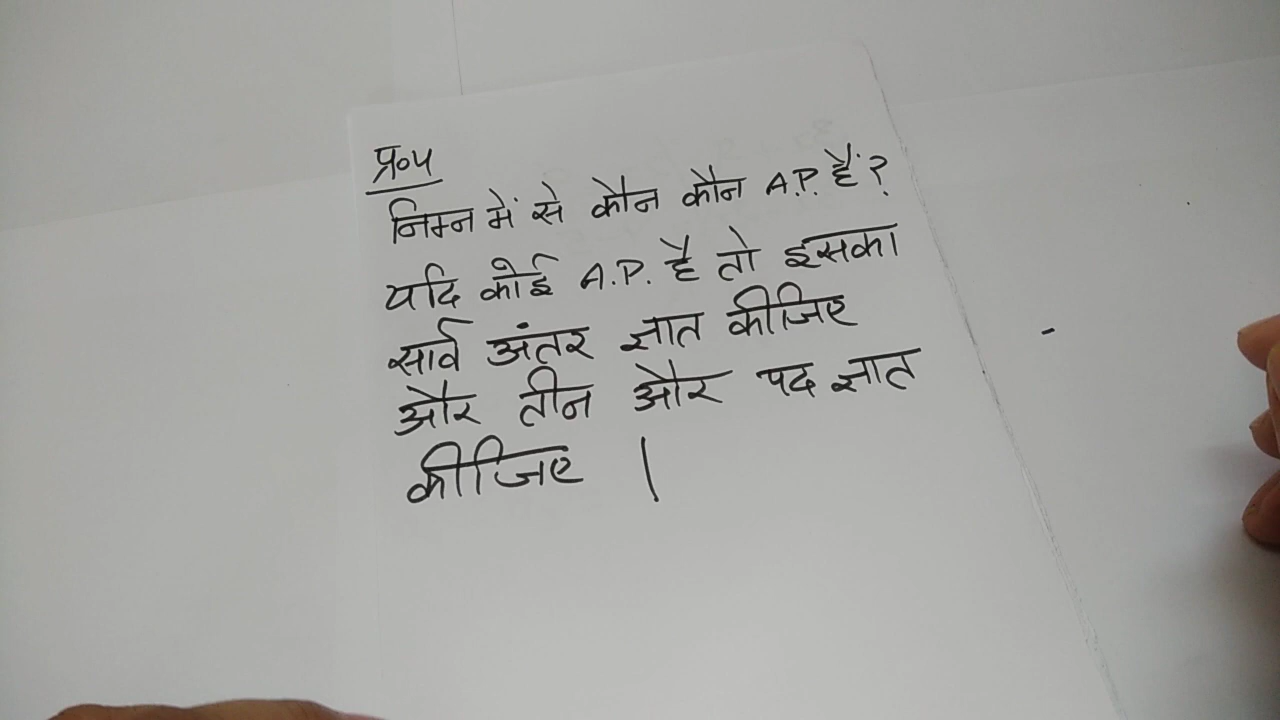 प्र०५
निम्न में से कौन कौन A.P. हैं?
यदि कोई A.P. है तो इसका
सार्व अंतर ज्ञात कीजिए
और तीन और पद ज्ञात
कीजिए |